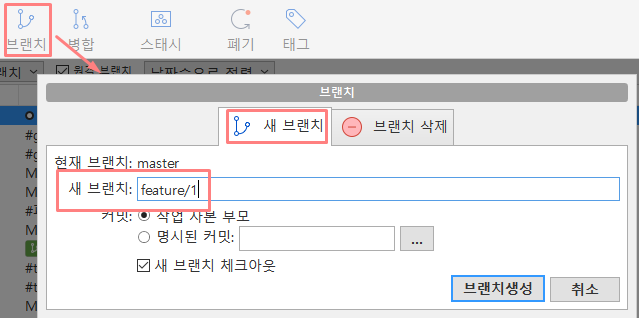 브랜치 병합 스태시 폐기 태그
브랜치
새 브랜치 브랜치 삭제
현재 브랜치: master
새 브랜치: feature/1
커밋: 작업 사본 부모
명시된 커밋: ...
새 브랜치 체크아웃
브랜치생성 취소